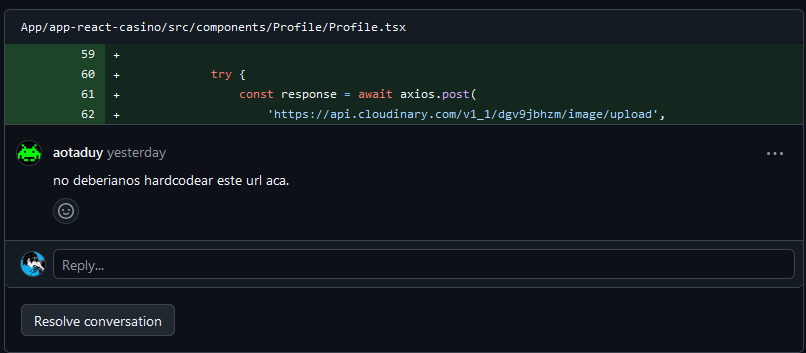 App/app-react-casino/src/components/Profile/Profile.tsx
59 +
60 + try {
61 + const response = await axios.post(
62 + 'https://api.cloudinary.com/v1_1/dgv9jbhzm/image/upload',
aotaduy yesterday
no deberianos hardcodear este url aca.
Reply...
Resolve conversation